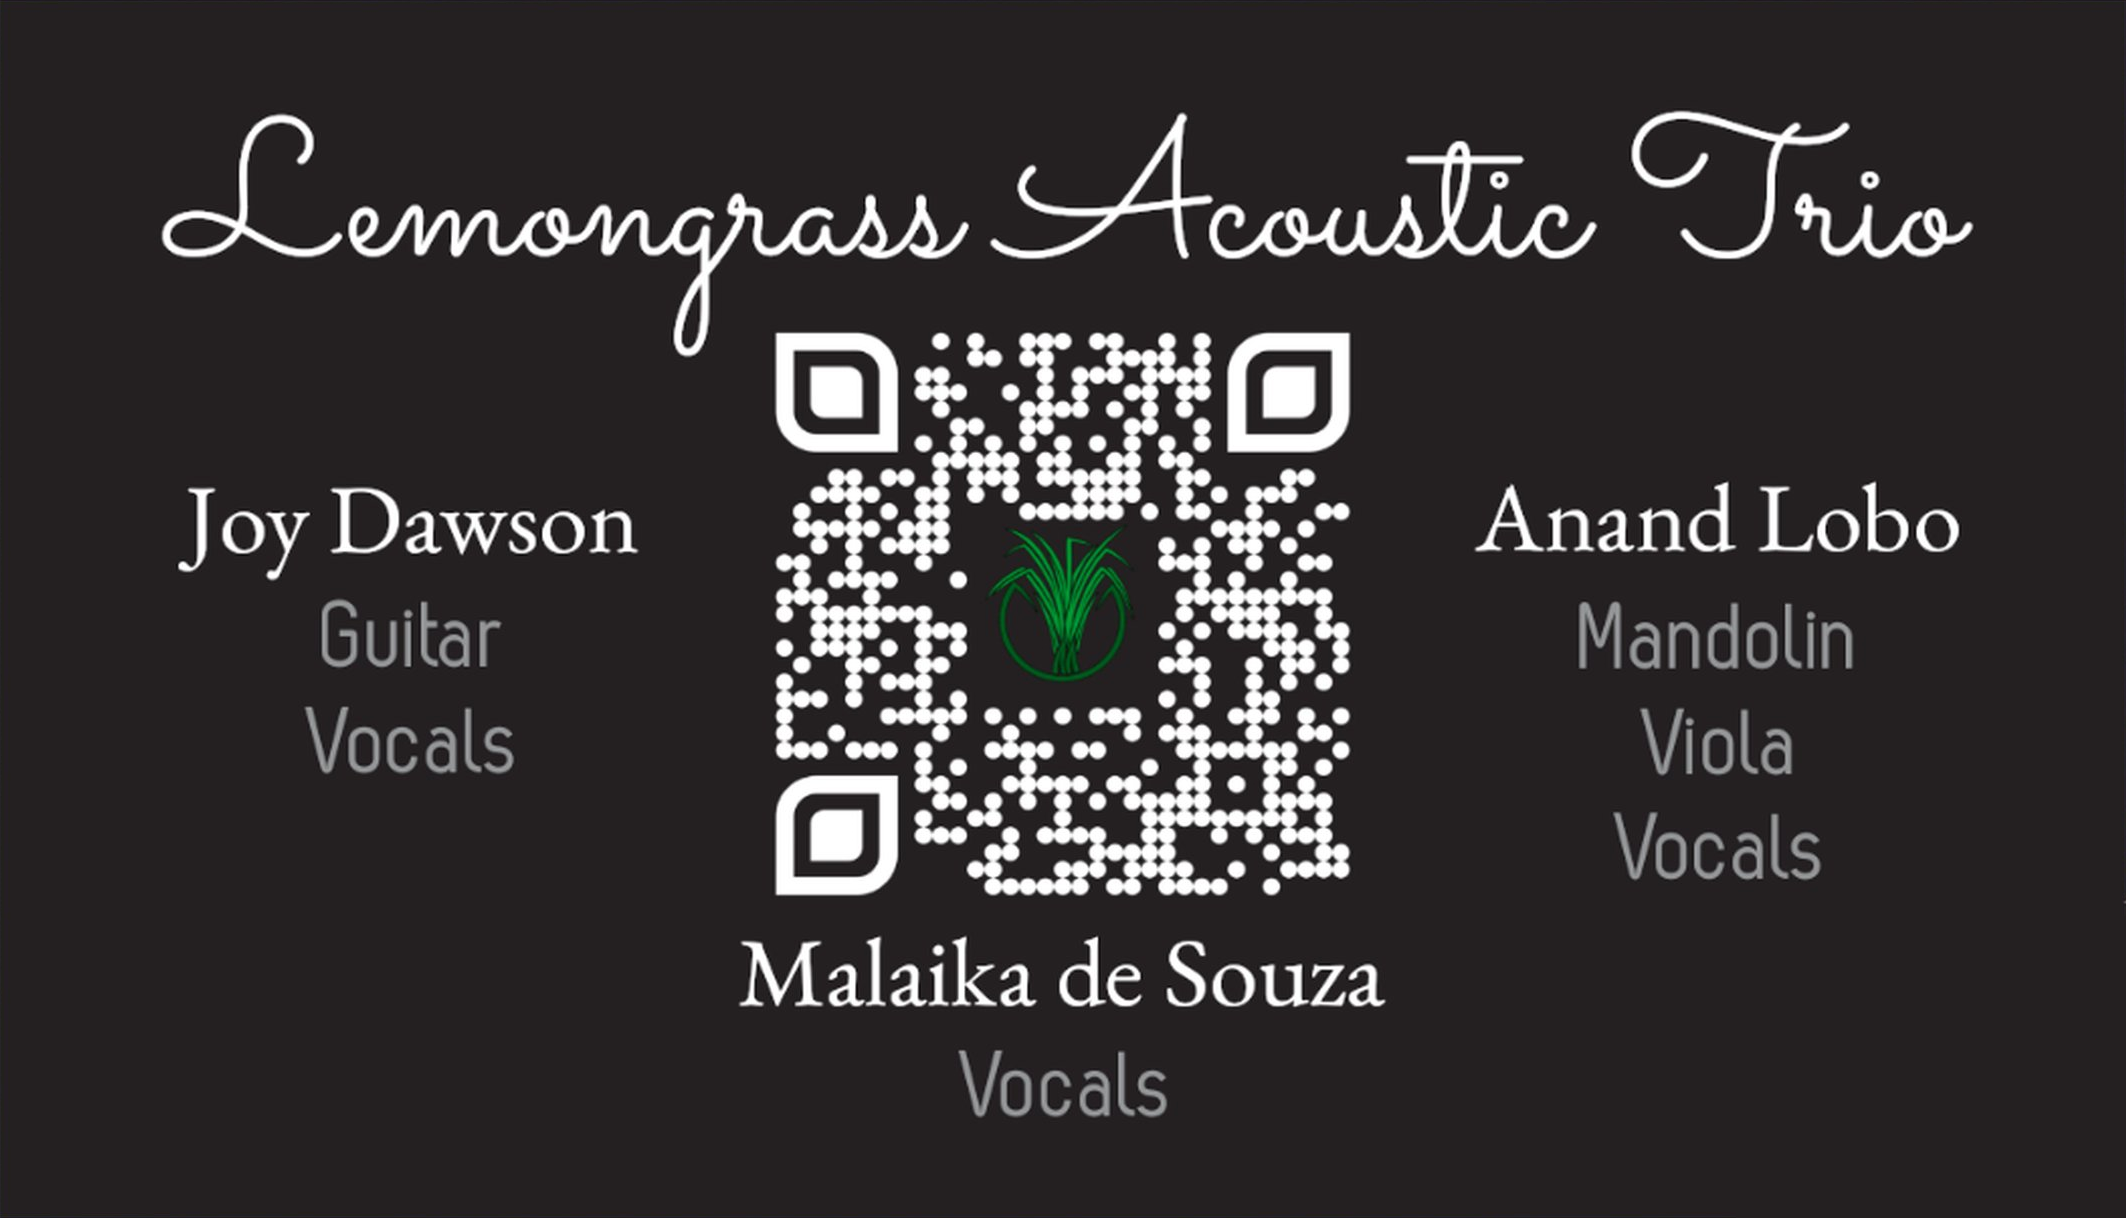 Lemongrass Acoustic Trio
Joy Dawson
Guitar
Vocals
Anand Lobo
Mandolin
Viola
Vocals
Malaika de Souza
Vocals